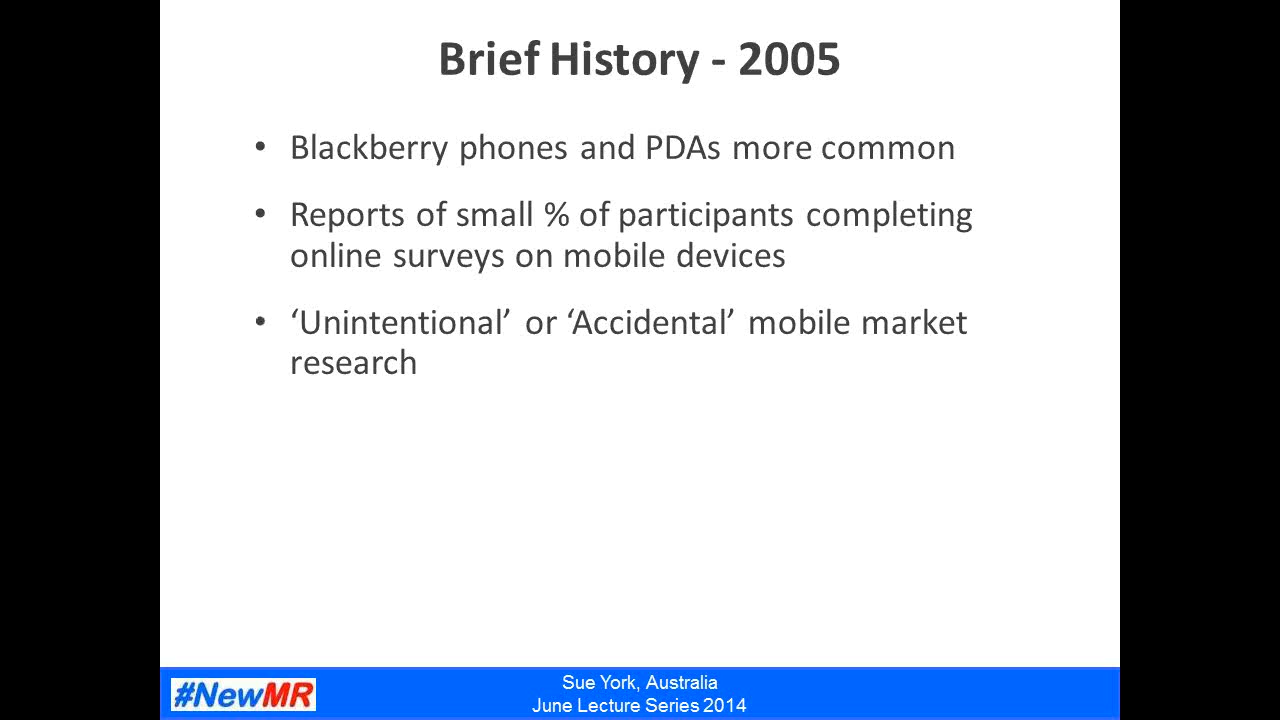 Brief History - 2005
• Blackberry phones and PDAs more common
• Reports of small % of participants completing
online surveys on mobile devices
• ‘Unintentional’ or ‘Accidental’ mobile market
research
#NewMR
Sue York, Australia
June Lecture Series 2014